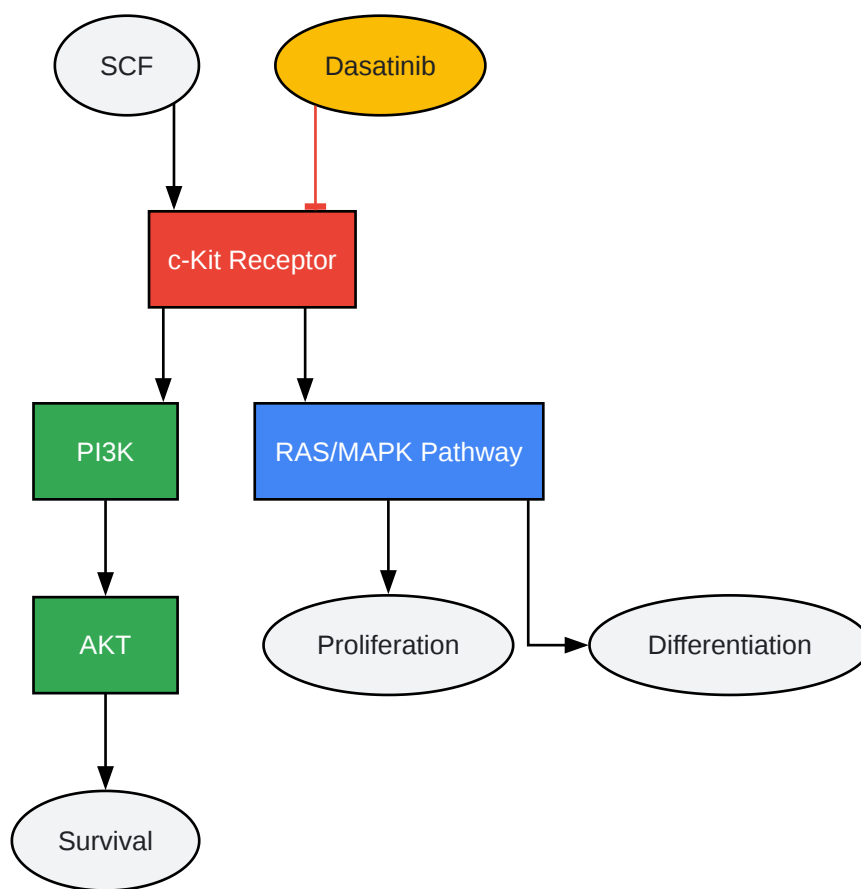 SCF
Dasatinib
c-Kit Receptor
PI3K
RAS/MAPK Pathway
AKT
Proliferation
Differentiation
Survival